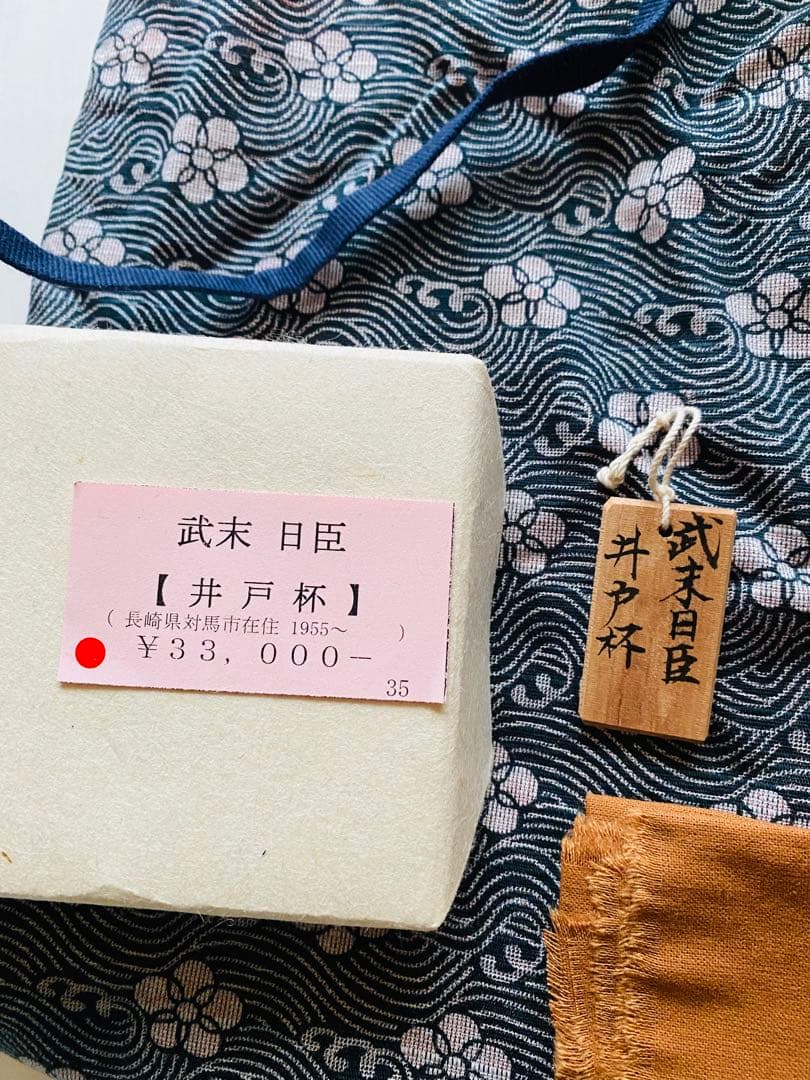 武末 日臣
【 井 戸 杯 】
( 長崎県対馬市在住 1955～ )
￥３３，０００－
35
武末日臣
井戸杯